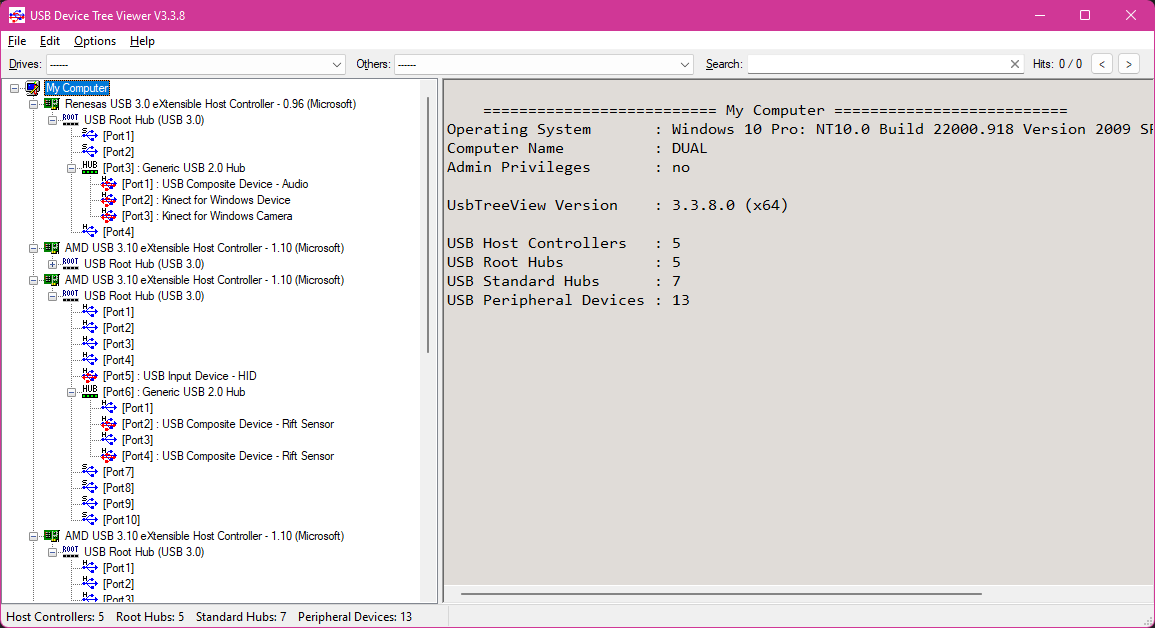 USB Device Tree Viewer V3.3.8
File Edit Options Help
Drives: ------ Others: ------ Search: Hits: 0 / 0 < >
My Computer
Renesas USB 3.0 eXtensible Host Controller - 0.96 (Microsoft)
USB Root Hub (USB 3.0)
[Port1]
[Port2]
[Port3] : Generic USB 2.0 Hub
[Port1] : USB Composite Device - Audio
[Port2] : Kinect for Windows Device
[Port3] : Kinect for Windows Camera
[Port4]
AMD USB 3.10 eXtensible Host Controller - 1.10 (Microsoft)
USB Root Hub (USB 3.0)
AMD USB 3.10 eXtensible Host Controller - 1.10 (Microsoft)
USB Root Hub (USB 3.0)
[Port1]
[Port2]
[Port3]
[Port4]
[Port5] : USB Input Device - HID
[Port6] : Generic USB 2.0 Hub
[Port1]
[Port2] : USB Composite Device - Rift Sensor
[Port3]
[Port4] : USB Composite Device - Rift Sensor
[Port7]
[Port8]
[Port9]
[Port10]
AMD USB 3.10 eXtensible Host Controller - 1.10 (Microsoft)
USB Root Hub (USB 3.0)
[Port1]
[Port2]
[Port3]
========================== My Computer ==========================
Operating System : Windows 10 Pro: NT10.0 Build 22000.918 Version 2009 SP
Computer Name : DUAL
Admin Privileges : no
UsbTreeView Version : 3.3.8.0 (x64)
USB Host Controllers : 5
USB Root Hubs : 5
USB Standard Hubs : 7
USB Peripheral Devices : 13
Host Controllers: 5 Root Hubs: 5 Standard Hubs: 7 Peripheral Devices: 13